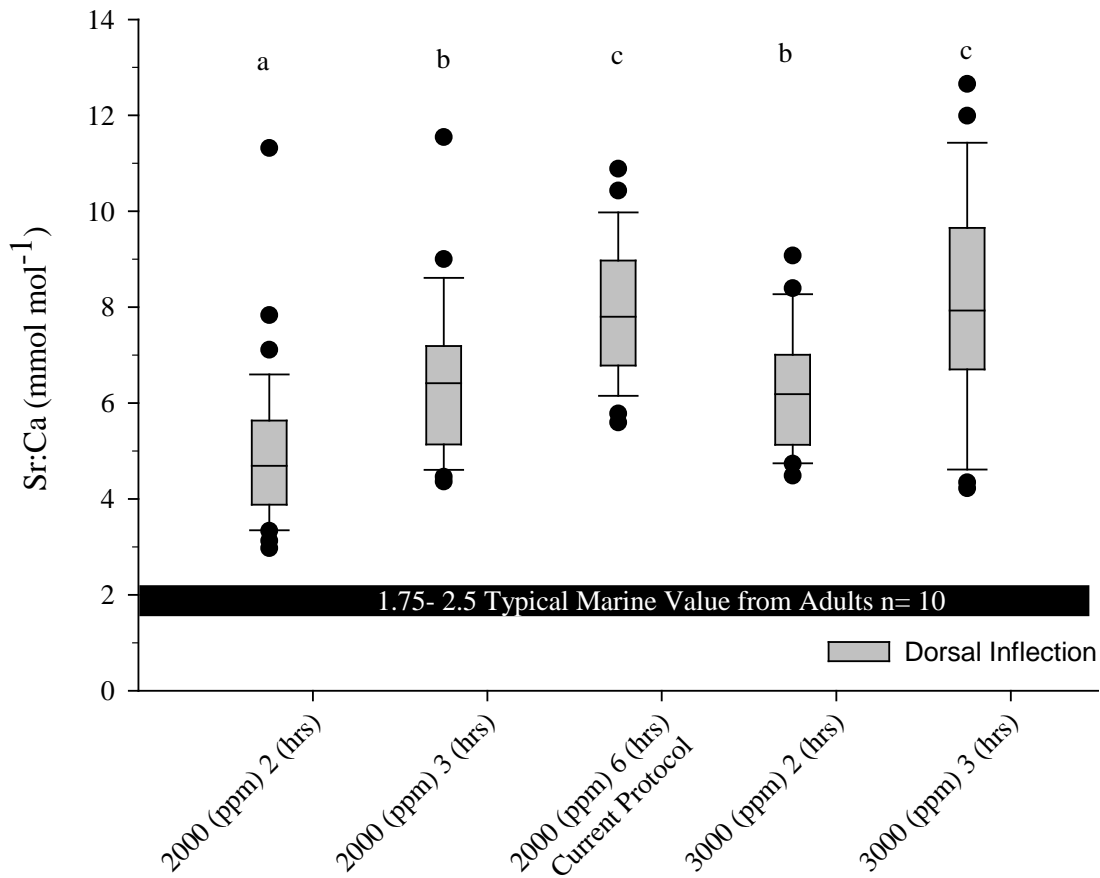 14
12
10
8
6
4
2
0
Sr:Ca (mmol mol-1)
a
b
c
b
c
1.75- 2.5 Typical Marine Value from Adults n= 10
Dorsal Inflection
2000 (ppm) 2 (hrs)
2000 (ppm) 3 (hrs)
2000 (ppm) 6 (hrs)
Current Protocol
3000 (ppm) 2 (hrs)
3000 (ppm) 3 (hrs)